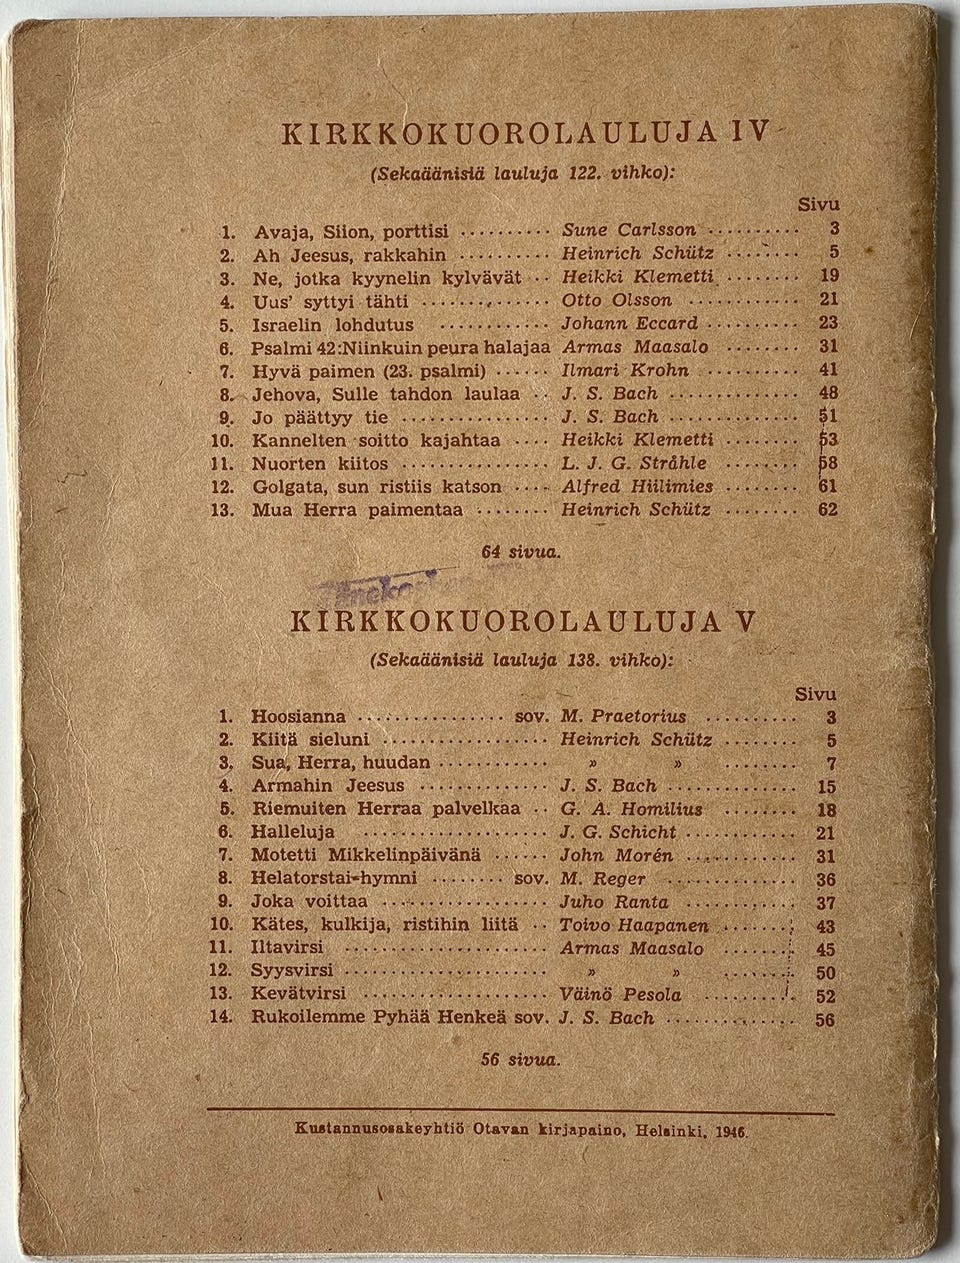 KIRKKOKUOROLAULUJA IV
(Sekaäänisiä lauluja 122. vihko):
Sivu
1. Avaja, Siion, porttisi .......... Sune Carlsson .......... 3
2. Ah Jeesus, rakkahin .......... Heinrich Schütz ........ 5
3. Ne, jotka kyynelin kylvävät .. Heikki Klemetti ........ 19
4. Uus' syttyi tähti .............. Otto Olsson ............ 21
5. Israelin lohdutus ............ Johann Eccard .......... 23
6. Psalmi 42:Niinkuin peura halajaa Armas Maasalo ........ 31
7. Hyvä paimen (23. psalmi) ...... Ilmari Krohn .......... 41
8. Jehova, Sulle tahdon laulaa .. J. S. Bach .............. 48
9. Jo päättyy tie ................ J. S. Bach .............. 51
10. Kannelten soitto kajahtaa .... Heikki Klemetti ........ 53
11. Nuorten kiitos ................ L. J. G. Stråhle ........ 58
12. Golgata, sun ristiis katson .... Alfred Hiilimies ........ 61
13. Mua Herra paimentaa ........ Heinrich Schütz ........ 62
64 sivua.
KIRKKOKUOROLAULUJA V
(Sekaäänisiä lauluja 138. vihko):
Sivu
1. Hoosianna ................ sov. M. Praetorius .......... 3
2. Kiitä sieluni .................. Heinrich Schütz ........ 5
3. Sua, Herra, huudan ............ » » ........ 7
4. Armahin Jeesus .............. J. S. Bach .............. 15
5. Riemuiten Herraa palvelkaa .. G. A. Homilius ........ 18
6. Halleluja .................... J. G. Schicht ............ 21
7. Motetti Mikkelinpäivänä ...... John Morén ............ 31
8. Helatorstai-hymni ........ sov. M. Reger .............. 36
9. Joka voittaa .................. Juho Ranta ............ 37
10. Kätes, kulkija, ristihin liitä .. Toivo Haapanen ........ 43
11. Iltavirsi ...................... Armas Maasalo ........ 45
12. Syysvirsi ...................... » » ........ 50
13. Kevätvirsi .................... Väinö Pesola .......... 52
14. Rukoilemme Pyhää Henkeä sov. J. S. Bach .............. 56
56 sivua.
Kustannusosakeyhtiö Otavan kirjapaino, Helsinki, 1946.